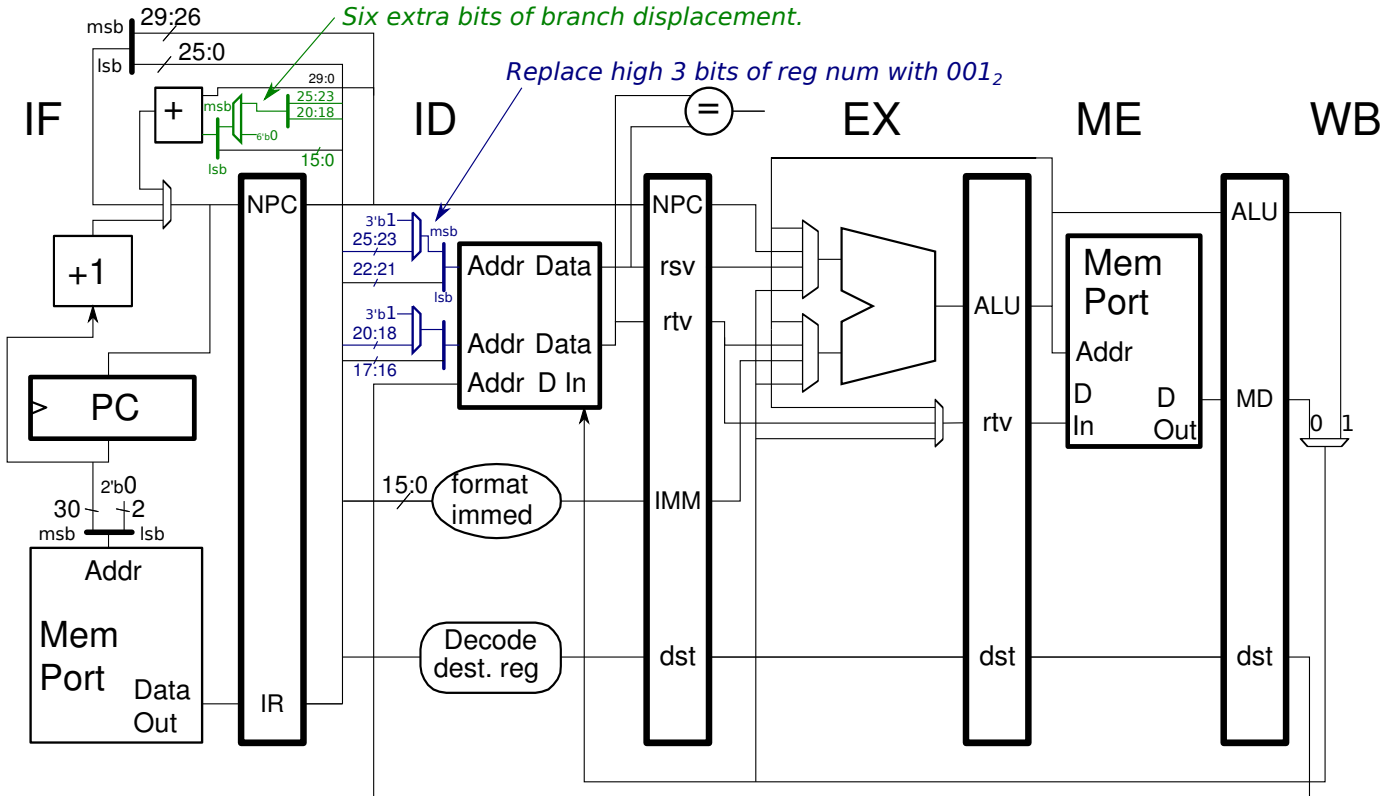 Six extra bits of branch displacement.
29:26
msb
25:0
lsb
Replace high 3 bits of reg num with 001₂
29:0
25:23
msb
20:18
+
6'b0
15:0
lsb
=
IF
ID
EX
ME
WB
NPC
NPC
ALU
3'b1
msb
25:23
22:21
lsb
Addr Data
rsv
+1
3'b1
20:18
17:16
Addr Data
Addr D In
rtv
ALU
Mem
Port
Addr
D
In
D
Out
MD
0 1
PC
rtv
2'b0
30
2
msb
lsb
15:0
format
immed
IMM
Addr
Mem
Port
Data
Out
IR
Decode
dest. reg
dst
dst
dst